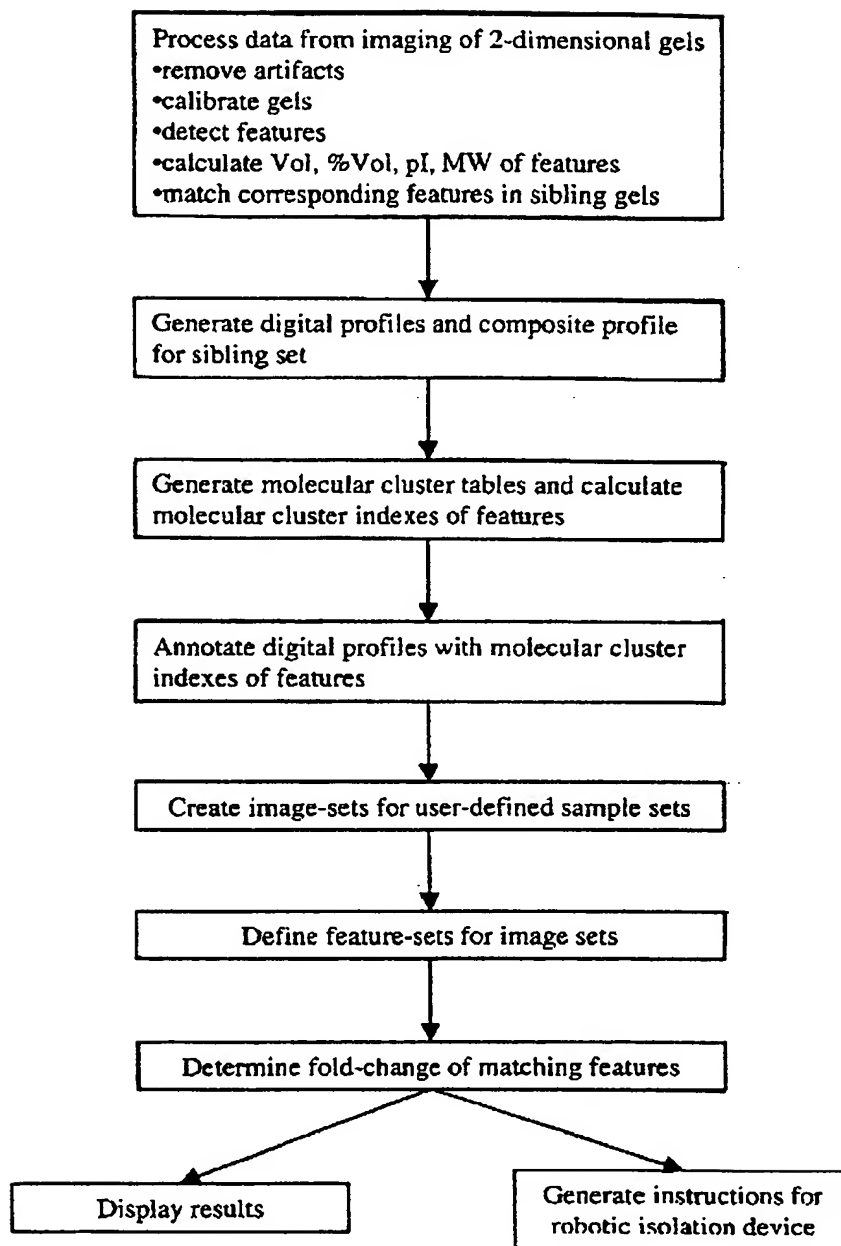 Process data from imaging of 2-dimensional gels
•remove artifacts
•calibrate gels
•detect features
•calculate Vol, %Vol, pI, MW of features
•match corresponding features in sibling gels
Generate digital profiles and composite profile
for sibling set
Generate molecular cluster tables and calculate
molecular cluster indexes of features
Annotate digital profiles with molecular cluster
indexes of features
Create image-sets for user-defined sample sets
Define feature-sets for image sets
Determine fold-change of matching features
Display results
Generate instructions for
robotic isolation device